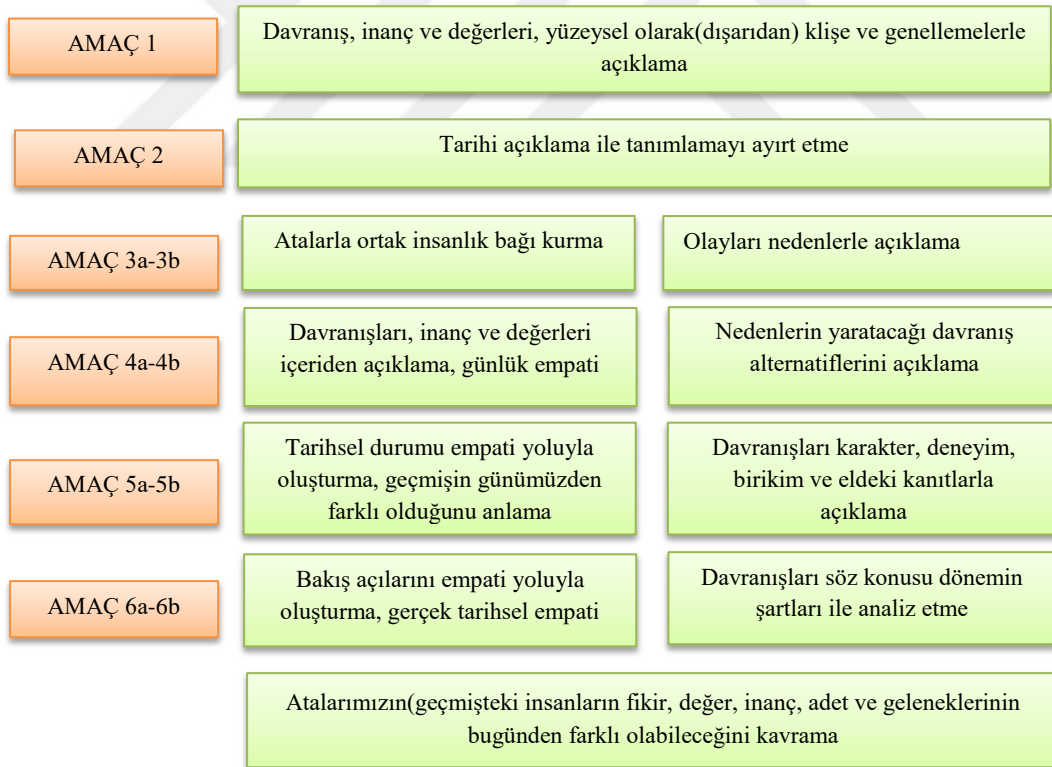 AMAÇ 1
Davranış, inanç ve değerleri, yüzeysel olarak(dışarıdan) klişe ve genellemelerle
açıklama
AMAÇ 2
Tarihi açıklama ile tanımlamayı ayırt etme
AMAÇ 3a-3b
Atalarla ortak insanlık bağı kurma
Olayları nedenlerle açıklama
AMAÇ 4a-4b
Davranışları, inanç ve değerleri
içeriden açıklama, günlük empati
Nedenlerin yaratacağı davranış
alternatiflerini açıklama
AMAÇ 5a-5b
Tarihsel durumu empati yoluyla
oluşturma, geçmişin günümüzden
farklı olduğunu anlama
Davranışları karakter, deneyim,
birikim ve eldeki kanıtlarla
açıklama
AMAÇ 6a-6b
Bakış açılarını empati yoluyla
oluşturma, gerçek tarihsel empati
Davranışları söz konusu dönemin
şartları ile analiz etme
Atalarımızın(geçmişteki insanların fikir, değer, inanç, adet ve geleneklerinin
bugünden farklı olabileceğini kavrama